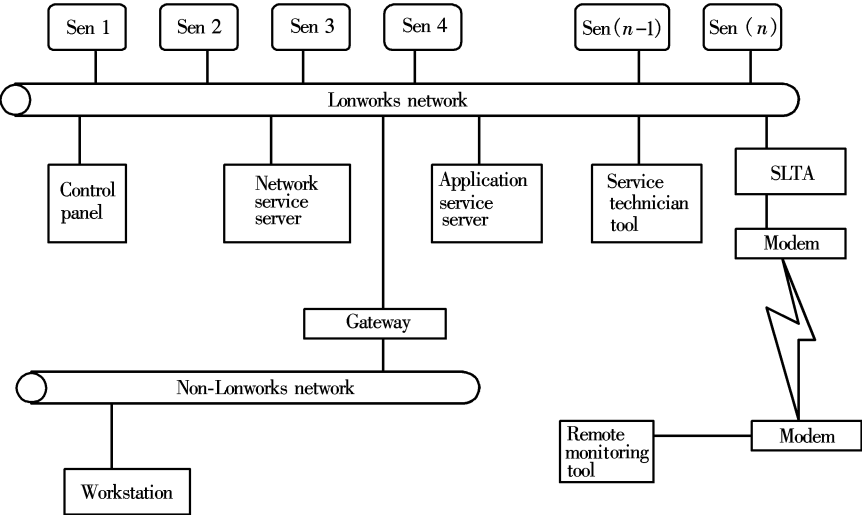 Sen 1
Sen 2
Sen 3
Sen 4
Sen(n-1)
Sen (n)
Lonworks network
Control
panel
Network
service
server
Application
service
server
Service
technician
tool
SLTA
Modem
Gateway
Non-Lonworks network
Remote
monitoring
tool
Modem
Workstation